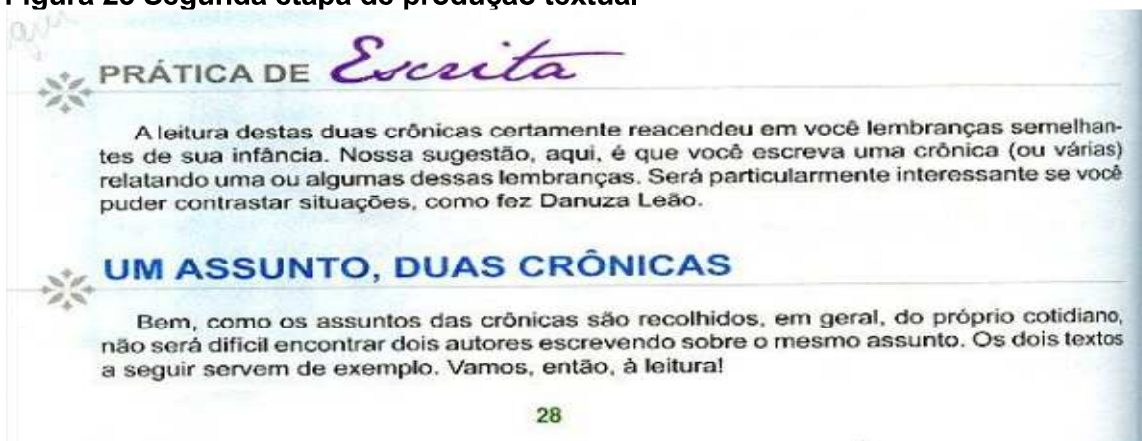 Figura 26 Segunda etapa de produção textual
PRÁTICA DE Escrita
A leitura destas duas crônicas certamente reacendeu em você lembranças semelhan-
tes de sua infância. Nossa sugestão, aqui, é que você escreva uma crônica (ou várias)
relatando uma ou algumas dessas lembranças. Será particularmente interessante se você
puder contrastar situações, como fez Danuza Leão.
UM ASSUNTO, DUAS CRÔNICAS
Bem, como os assuntos das crônicas são recolhidos, em geral, do próprio cotidiano,
não será difícil encontrar dois autores escrevendo sobre o mesmo assunto. Os dois textos
a seguir servem de exemplo. Vamos, então, à leitura!
28